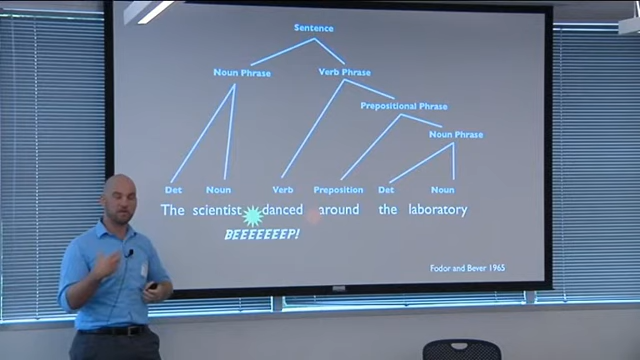 Sentence
Noun Phrase Verb Phrase
Prepositional Phrase
Noun Phrase
Det Noun Verb Preposition Det Noun
The scientist danced around the laboratory
BEEEEEEEP!
Fodor and Bever 1965